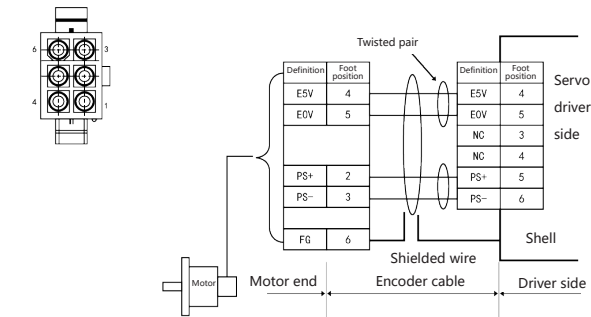 Twisted pair
6
3
4
1
Definition
Foot position
E5V
4
E0V
5
PS+
2
PS-
3
FG
6
Definition
Foot position
E5V
4
E0V
5
NC
3
NC
4
PS+
5
PS-
6
Servo
driver
side
Shell
Shielded wire
Motor
Motor end
Encoder cable
Driver side